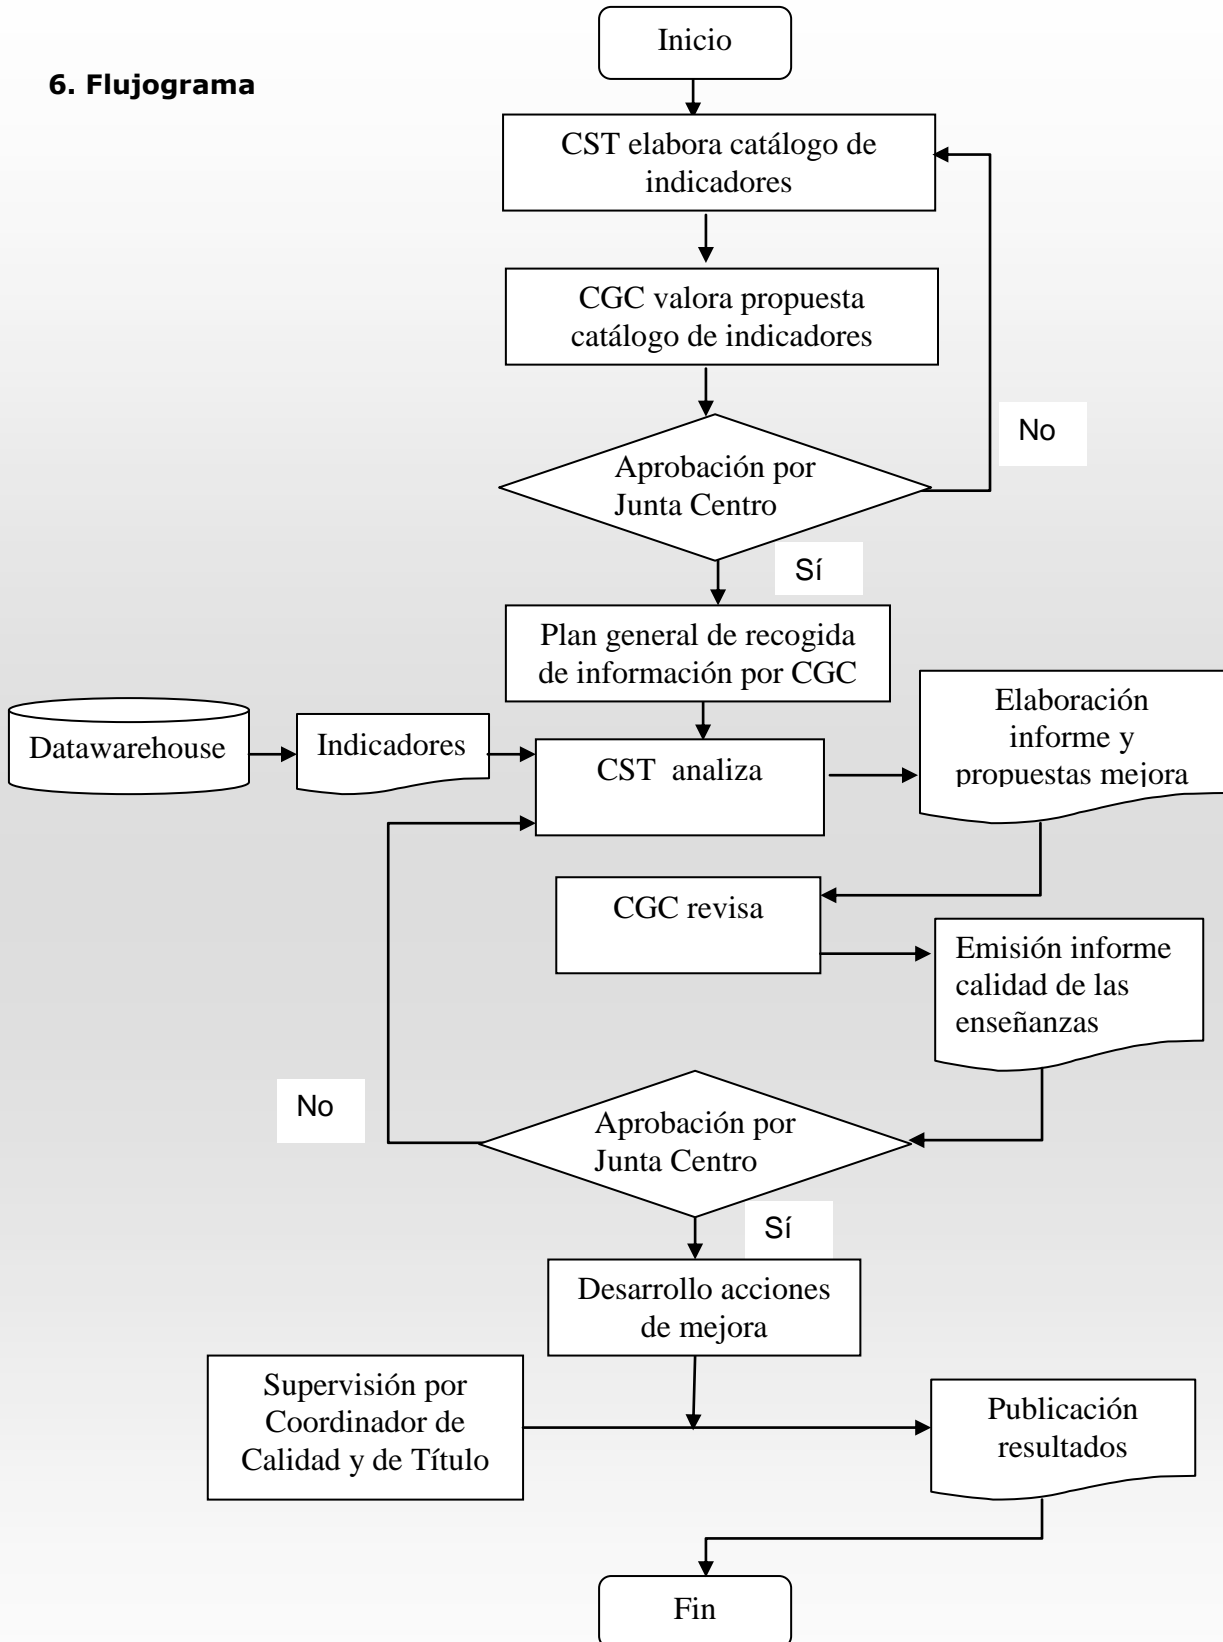 6. Flujograma
Inicio
CST elabora catálogo de
indicadores
CGC valora propuesta
catálogo de indicadores
No
Aprobación por
Junta Centro
Sí
Plan general de recogida
de información por CGC
Datawarehouse
Indicadores
CST analiza
Elaboración
informe y
propuestas mejora
CGC revisa
Emisión informe
calidad de las
enseñanzas
No
Aprobación por
Junta Centro
Sí
Desarrollo acciones
de mejora
Supervisión por
Coordinador de
Calidad y de Título
Publicación
resultados
Fin